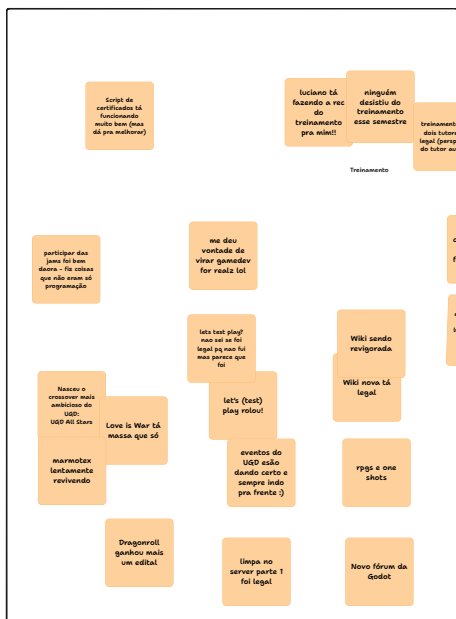 Script de
certificados tá
funcionando
muito bem (mas
dá pra melhorar)
luciano tá
fazendo a rec
do
treinamento
pra mim!!
ninguém
desistiu do
treinamento
esse semestre
treinamento
dois tutore
legal (persp
do tutor au
Treinamento
participar das
jams foi bem
daora - fiz coisas
que não eram só
programação
me deu
vontade de
virar gamedev
for realz lol
lets test play?
nao sei se foi
legal pq nao fui
mas parece que
foi
let's (test)
play rolou!
eventos do
UGD esão
dando certo e
sempre indo
pra frente :)
Wiki sendo
revigorada
Wiki nova tá
legal
Nasceu o
crossover mais
ambicioso do
UGD:
UGD All Stars
Love is War tá
massa que só
marmotex
lentamente
revivendo
rpgs e one
shots
Dragonroll
ganhou mais
um edital
limpa no
server parte 1
foi legal
Novo fórum da
Godot